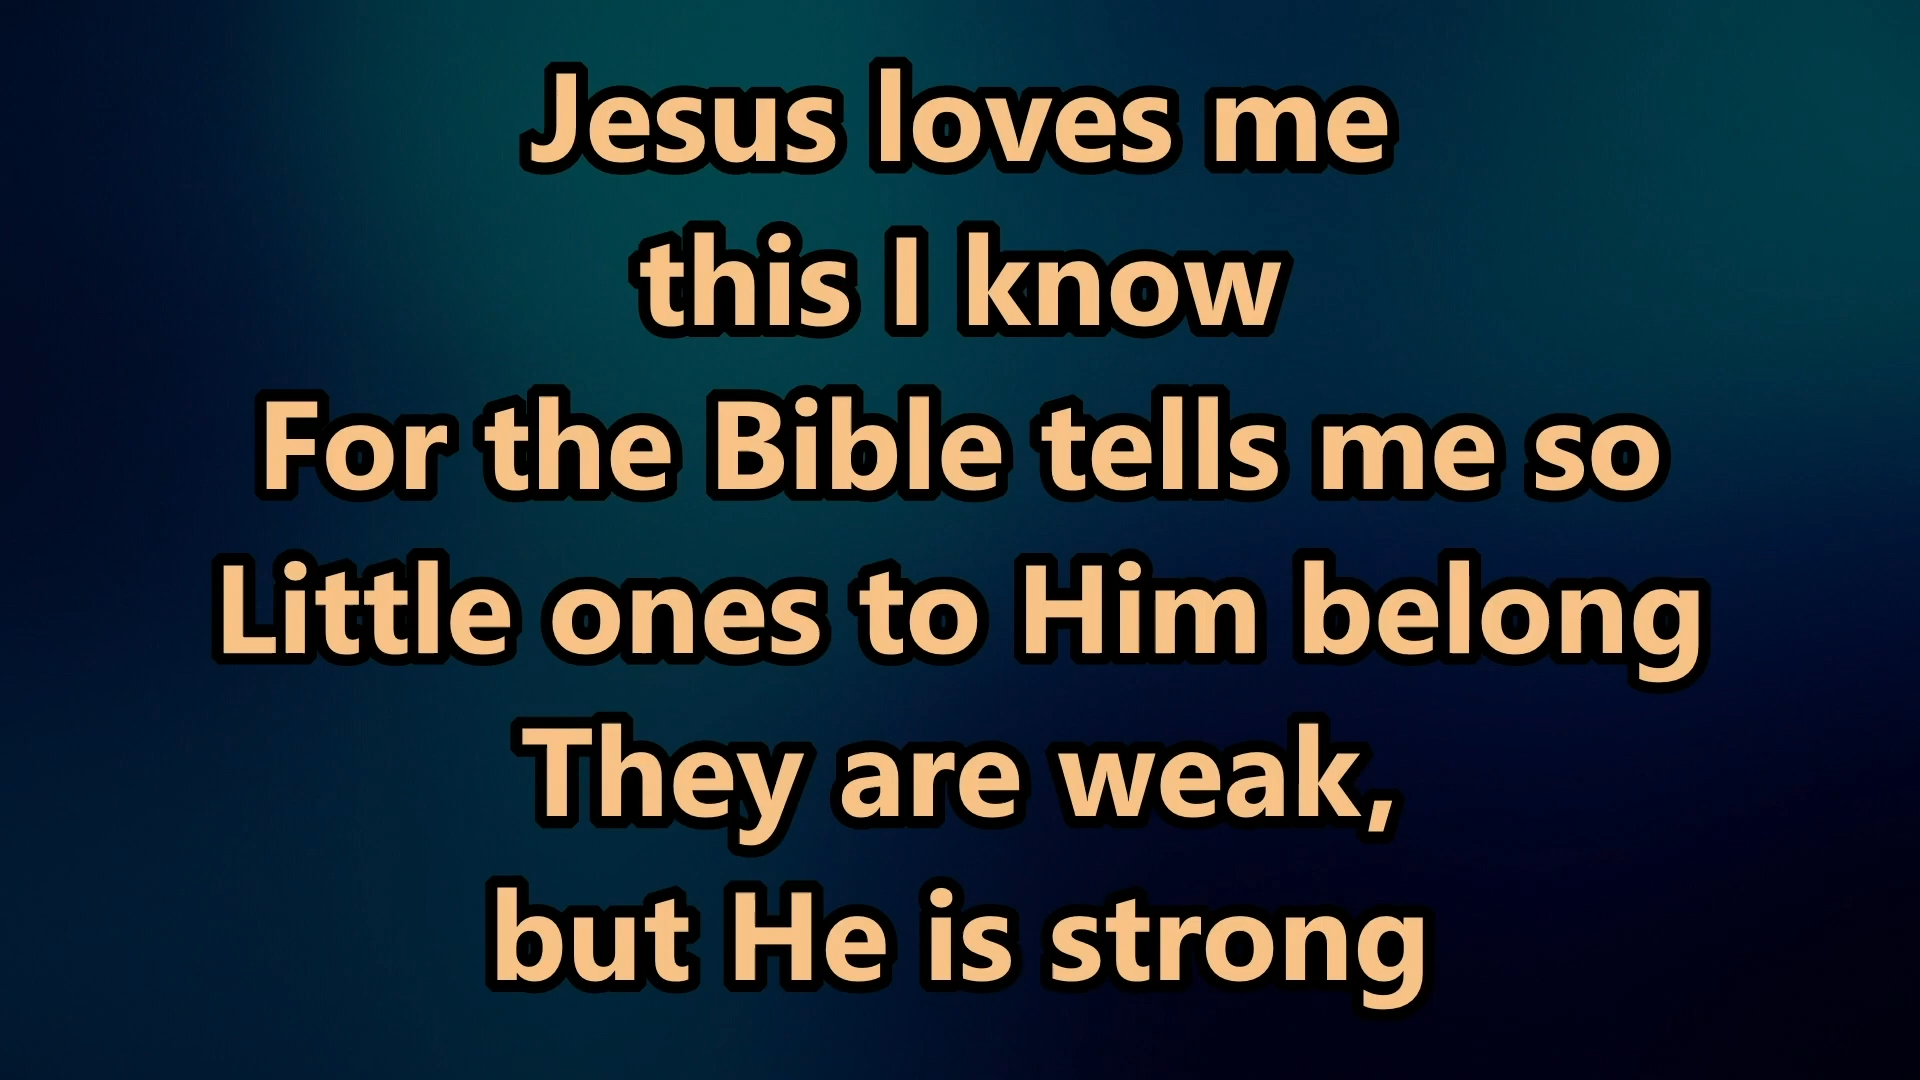 Jesus loves me
this I know
For the Bible tells me so
Little ones to Him belong
They are weak,
but He is strong